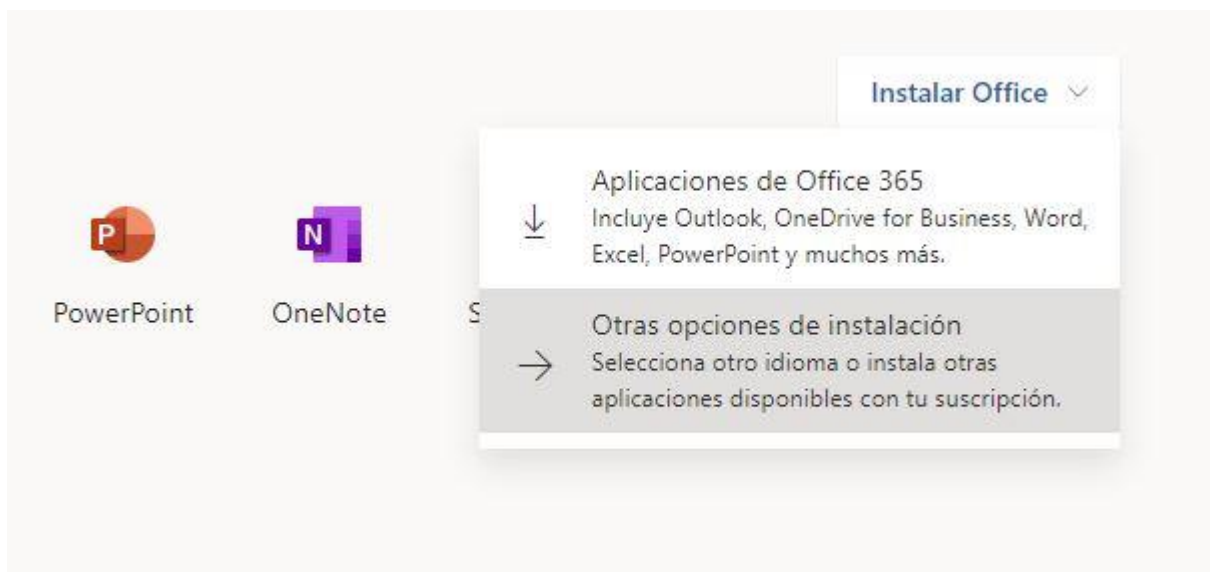 Instalar Office
Aplicaciones de Office 365
Incluye Outlook, OneDrive for Business, Word,
Excel, PowerPoint y muchos más.
Otras opciones de instalación
Selecciona otro idioma o instala otras
aplicaciones disponibles con tu suscripción.
P
N
PowerPoint
OneNote
S